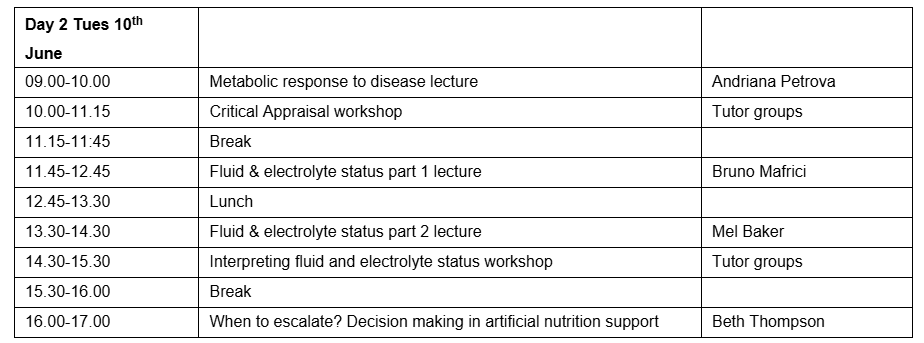 Day 2 Tues 10th
June
09.00-10.00 Metabolic response to disease lecture Andriana Petrova
10.00-11.15 Critical Appraisal workshop Tutor groups
11.15-11:45 Break
11.45-12.45 Fluid & electrolyte status part 1 lecture Bruno Mafrici
12.45-13.30 Lunch
13.30-14.30 Fluid & electrolyte status part 2 lecture Mel Baker
14.30-15.30 Interpreting fluid and electrolyte status workshop Tutor groups
15.30-16.00 Break
16.00-17.00 When to escalate? Decision making in artificial nutrition support Beth Thompson